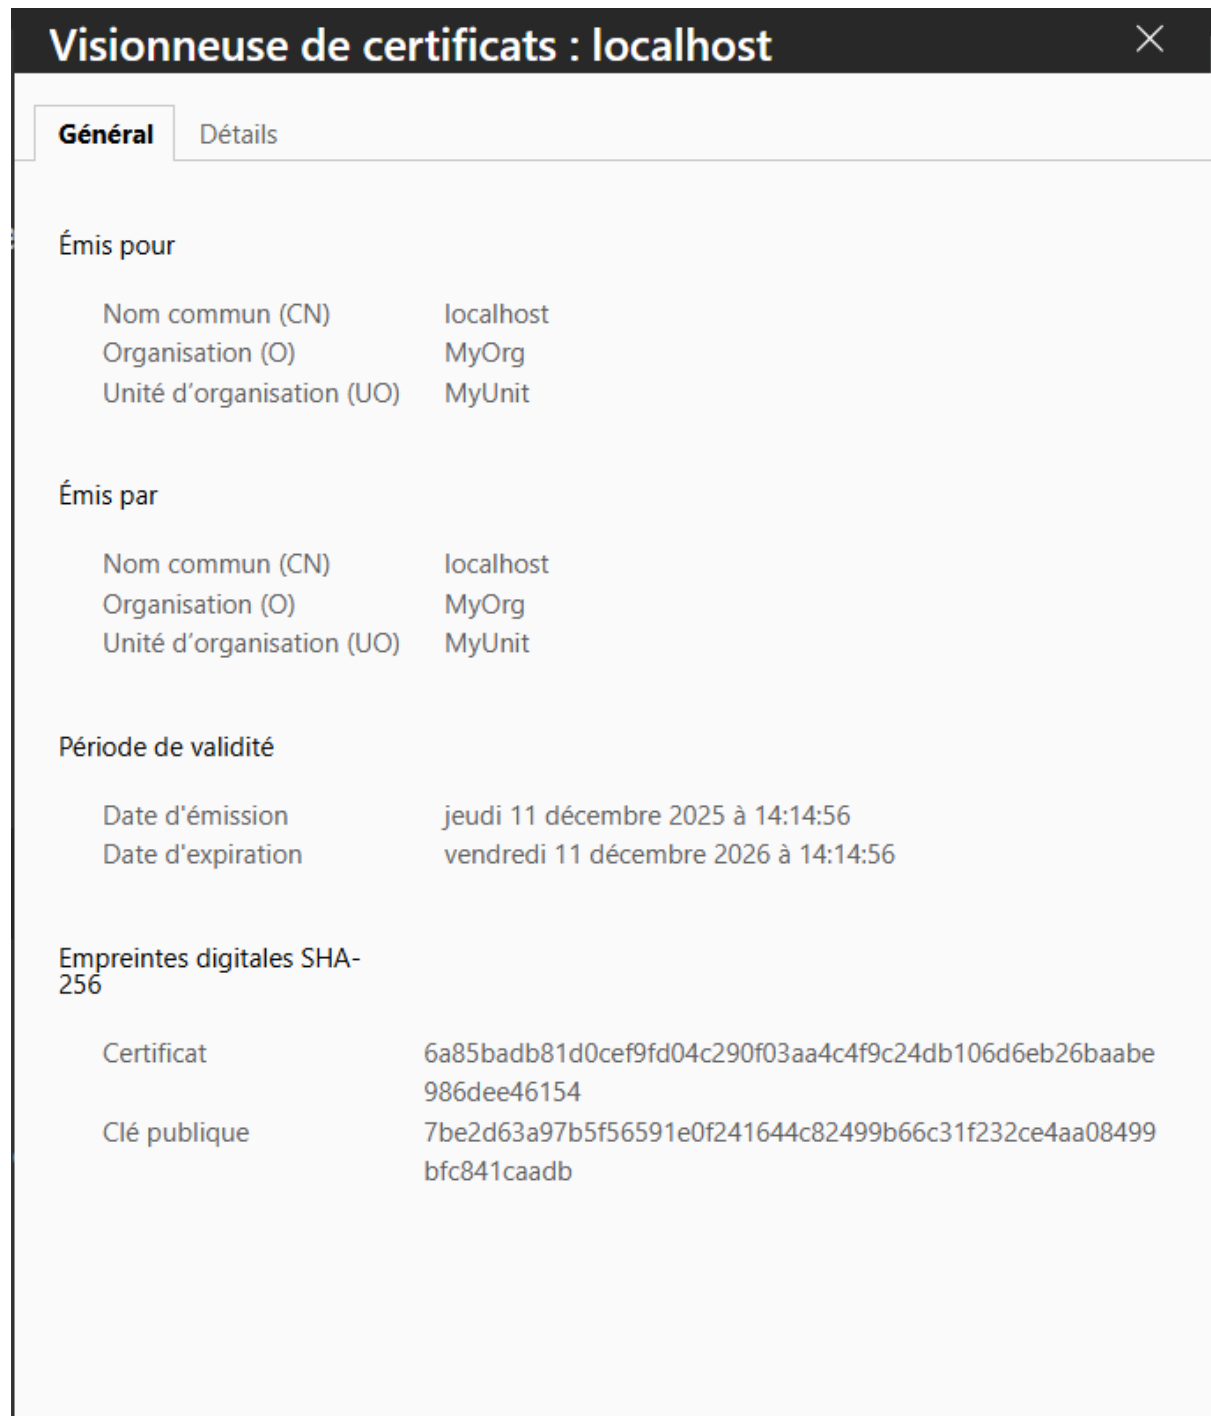 Visionneuse de certificats : localhost
Général Détails
Émis pour
Nom commun (CN) localhost
Organisation (O) MyOrg
Unité d’organisation (UO) MyUnit
Émis par
Nom commun (CN) localhost
Organisation (O) MyOrg
Unité d’organisation (UO) MyUnit
Période de validité
Date d'émission jeudi 11 décembre 2025 à 14:14:56
Date d'expiration vendredi 11 décembre 2026 à 14:14:56
Empreintes digitales SHA-
256
Certificat 6a85badb81d0cef9fd04c290f03aa4c4f9c24db106d6eb26baabe
986dee46154
Clé publique 7be2d63a97b5f56591e0f241644c82499b66c31f232ce4aa08499
bfc841caadb